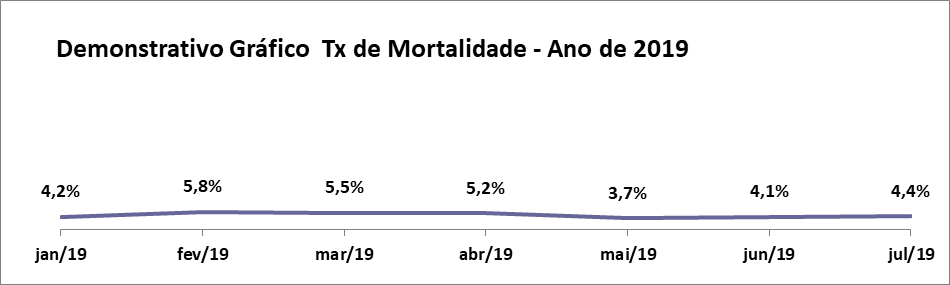 Demonstrativo Gráfico  Tx de Mortalidade - Ano de 2019
4,2% 5,8% 5,5% 5,2% 3,7% 4,1% 4,4%
jan/19 fev/19 mar/19 abr/19 mai/19 jun/19 jul/19